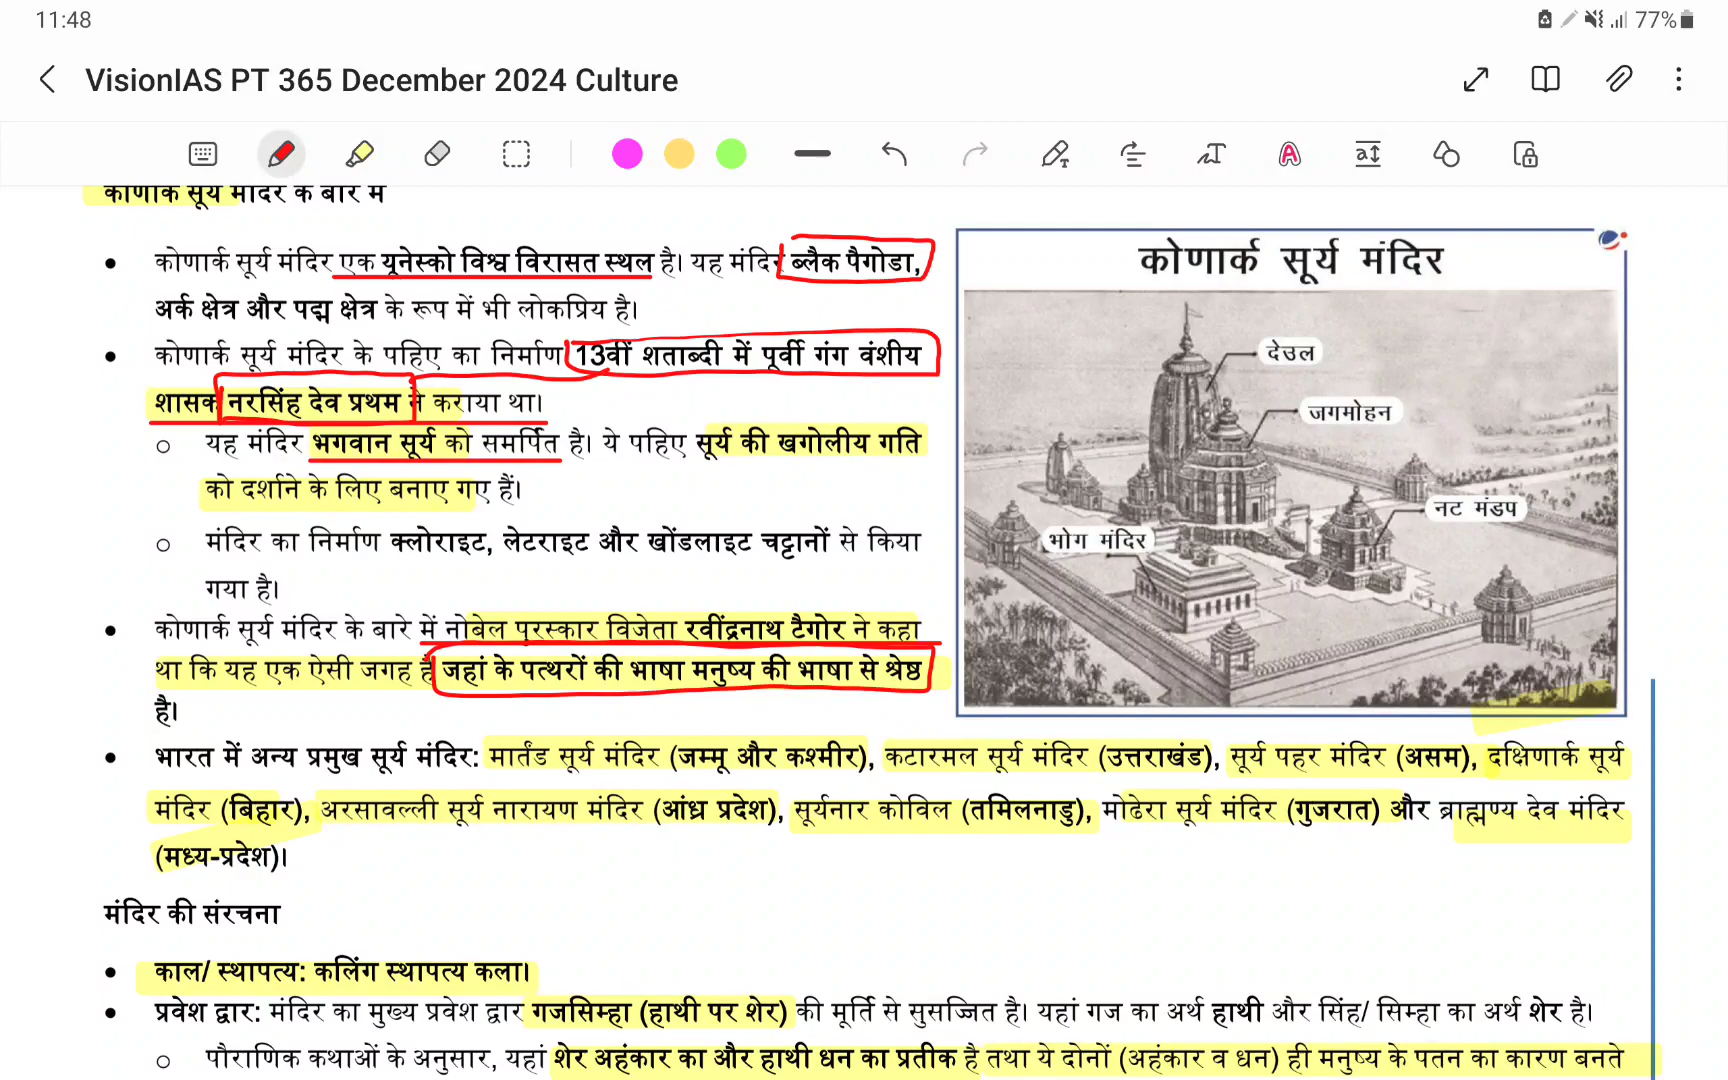 11:48
77%
VisionIAS PT 365 December 2024 Culture
कोणार्क सूर्य मंदिर के बारे में
• कोणार्क सूर्य मंदिर एक यूनेस्को विश्व विरासत स्थल है। यह मंदिर ब्लैक पैगोडा,
अर्क क्षेत्र और पद्म क्षेत्र के रूप में भी लोकप्रिय है।
• कोणार्क सूर्य मंदिर के पहिए का निर्माण 13वीं शताब्दी में पूर्वी गंग वंशीय
शासक नरसिंह देव प्रथम ने कराया था।
o यह मंदिर भगवान सूर्य को समर्पित है। ये पहिए सूर्य की खगोलीय गति
को दर्शाने के लिए बनाए गए हैं।
o मंदिर का निर्माण क्लोराइट, लेटराइट और खोंडलाइट चट्टानों से किया
गया है।
• कोणार्क सूर्य मंदिर के बारे में नोबेल पुरस्कार विजेता रवींद्रनाथ टैगोर ने कहा
था कि यह एक ऐसी जगह है जहां के पत्थरों की भाषा मनुष्य की भाषा से श्रेष्ठ
है।
कोणार्क सूर्य मंदिर
देउल
जगमोहन
नट मंडप
भोग मंदिर
• भारत में अन्य प्रमुख सूर्य मंदिर: मार्तंड सूर्य मंदिर (जम्मू और कश्मीर), कटारमल सूर्य मंदिर (उत्तराखंड), सूर्य पहर मंदिर (असम), दक्षिणार्क सूर्य
मंदिर (बिहार), अरसावल्ली सूर्य नारायण मंदिर (आंध्र प्रदेश), सूर्यनार कोविल (तमिलनाडु), मोढेरा सूर्य मंदिर (गुजरात) और ब्राह्मण्य देव मंदिर
(मध्य-प्रदेश)।
मंदिर की संरचना
• काल/ स्थापत्य: कलिंग स्थापत्य कला।
• प्रवेश द्वार: मंदिर का मुख्य प्रवेश द्वार गजसिम्हा (हाथी पर शेर) की मूर्ति से सुसज्जित है। यहां गज का अर्थ हाथी और सिंह/ सिम्हा का अर्थ शेर है।
o पौराणिक कथाओं के अनुसार, यहां शेर अहंकार का और हाथी धन का प्रतीक है तथा ये दोनों (अहंकार व धन) ही मनुष्य के पतन का कारण बनते